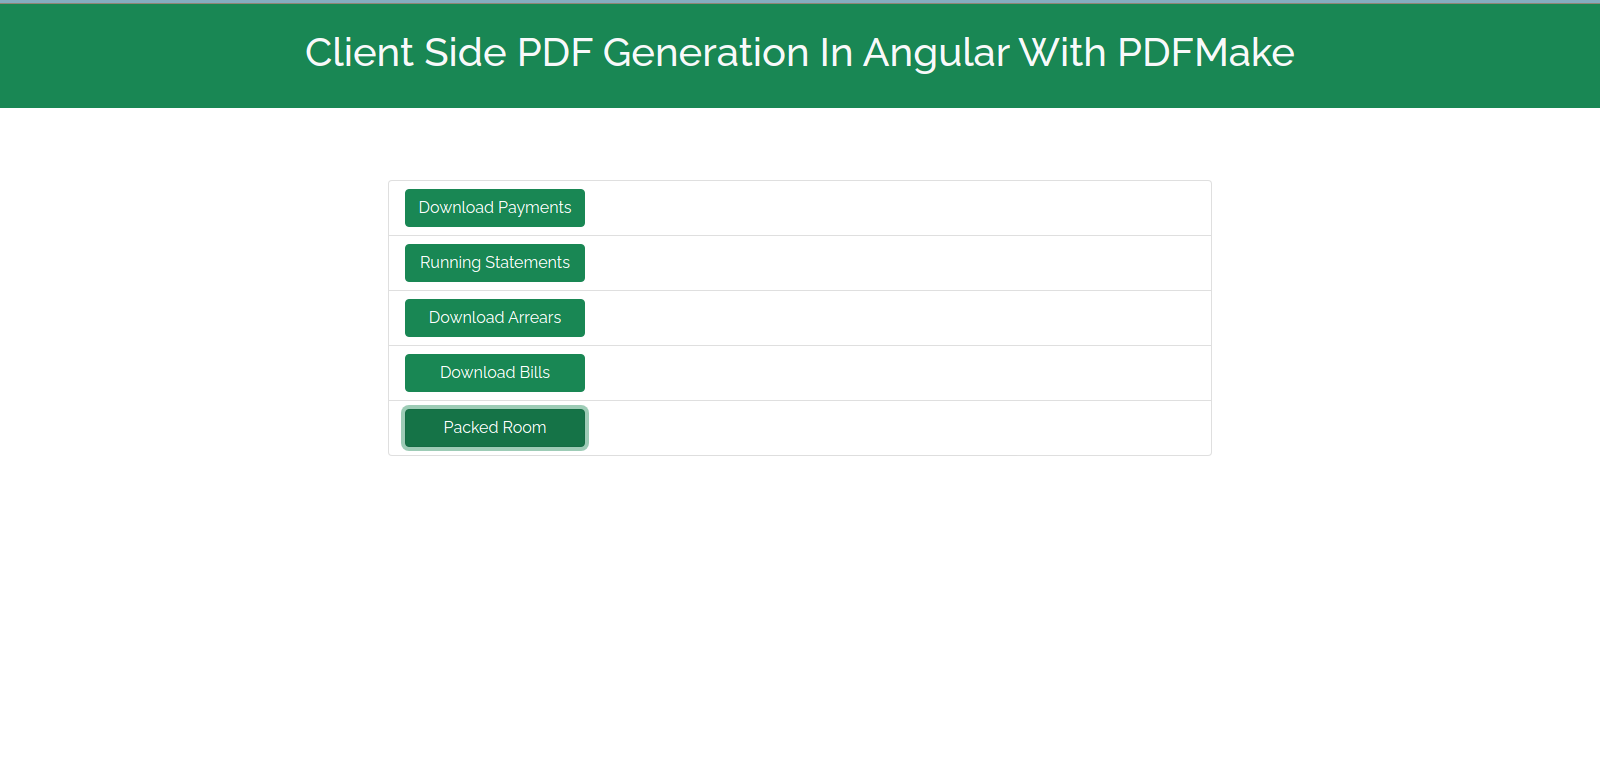 Client Side PDF Generation In Angular With PDFMake
Download Payments
Running Statements
Download Arrears
Download Bills
Packed Room